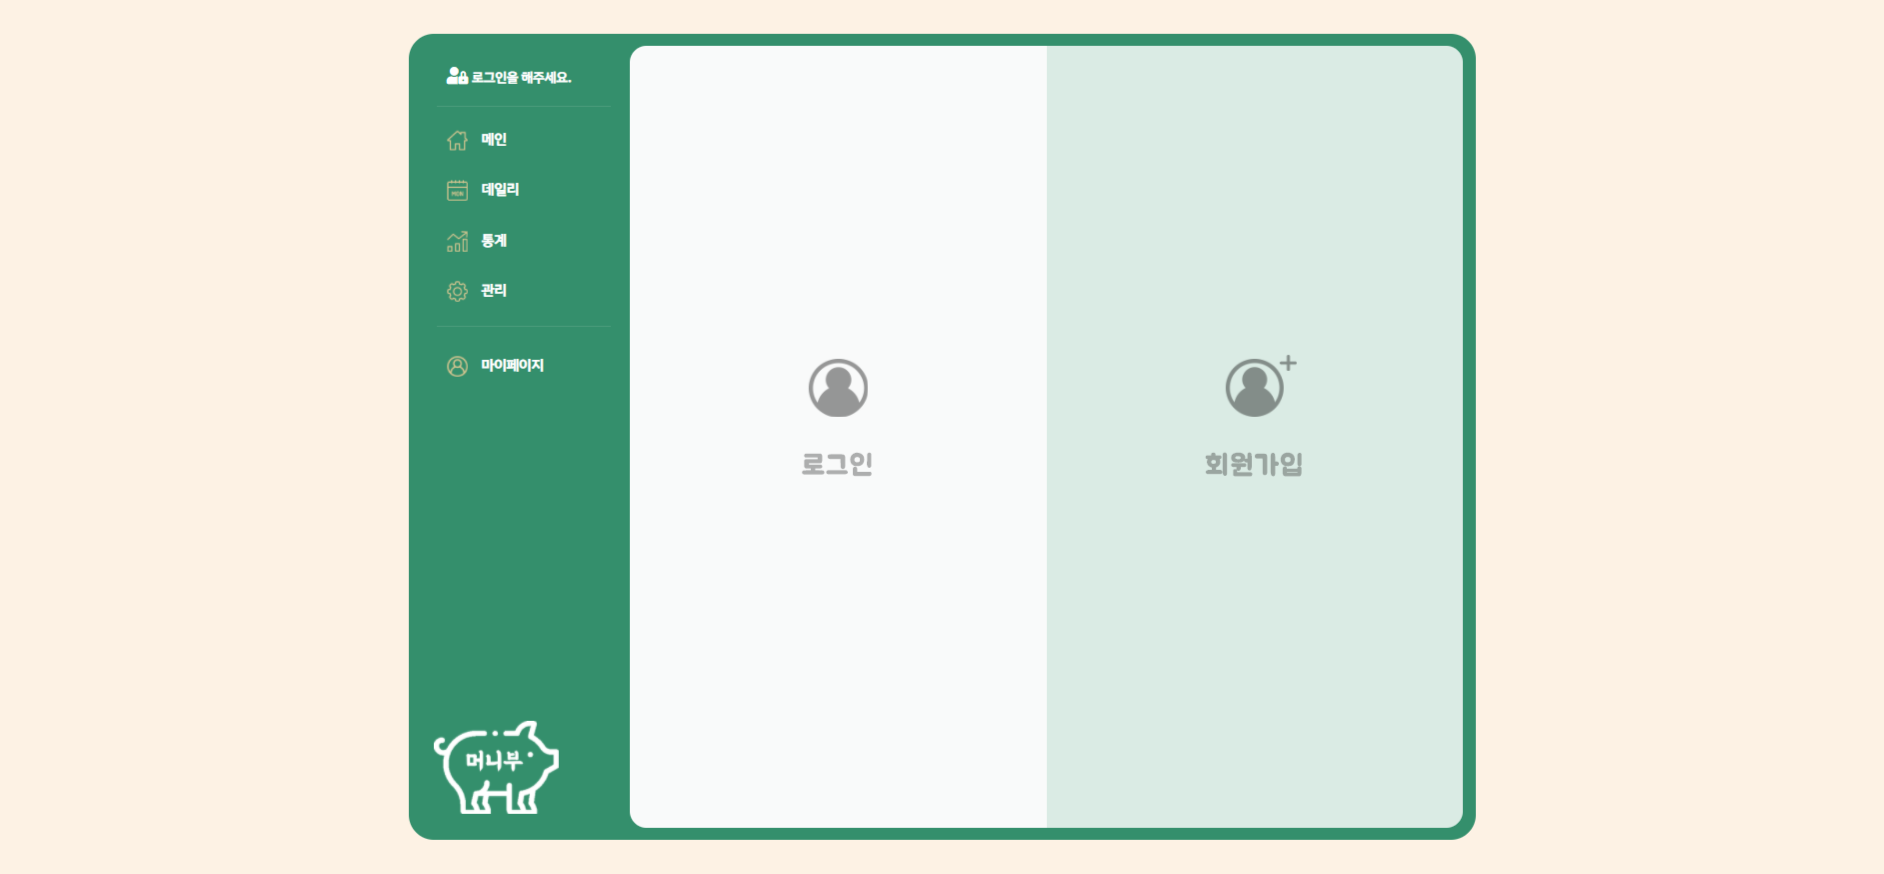 로그인을 해주세요.
메인
데일리
통계
관리
마이페이지
머니부
로그인
회원가입